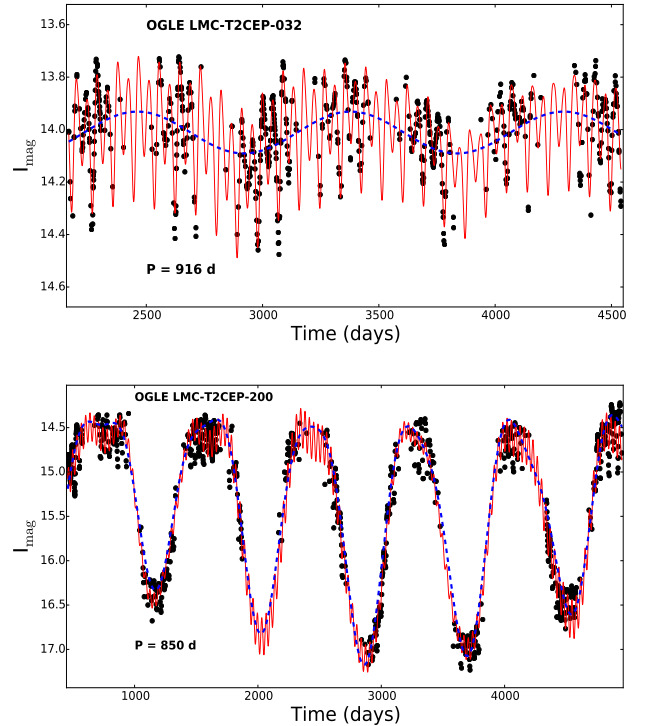 OGLE LMC-T2CEP-032
13.6
13.8
14.0
14.2
14.4
14.6
Imag
P = 916 d
2500
3000
3500
4000
4500
Time (days)
OGLE LMC-T2CEP-200
14.5
15.0
15.5
16.0
16.5
17.0
Imag
P = 850 d
1000
2000
3000
4000
Time (days)